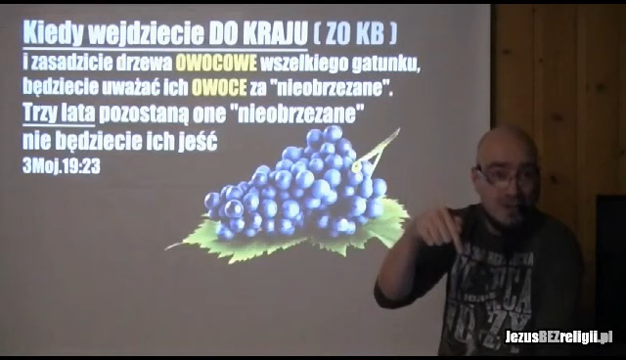 Kiedy wejdziecie DO KRAJU ( ZO KB )
i zasadzicie drzewa OWOCOWE wszelkiego gatunku,
będziecie uważać ich OWOCE za "nieobrzezane".
Trzy lata pozostaną one "nieobrzezane"
nie będziecie ich jeść
3Moj.19:23
JezusBEZreligii.pl